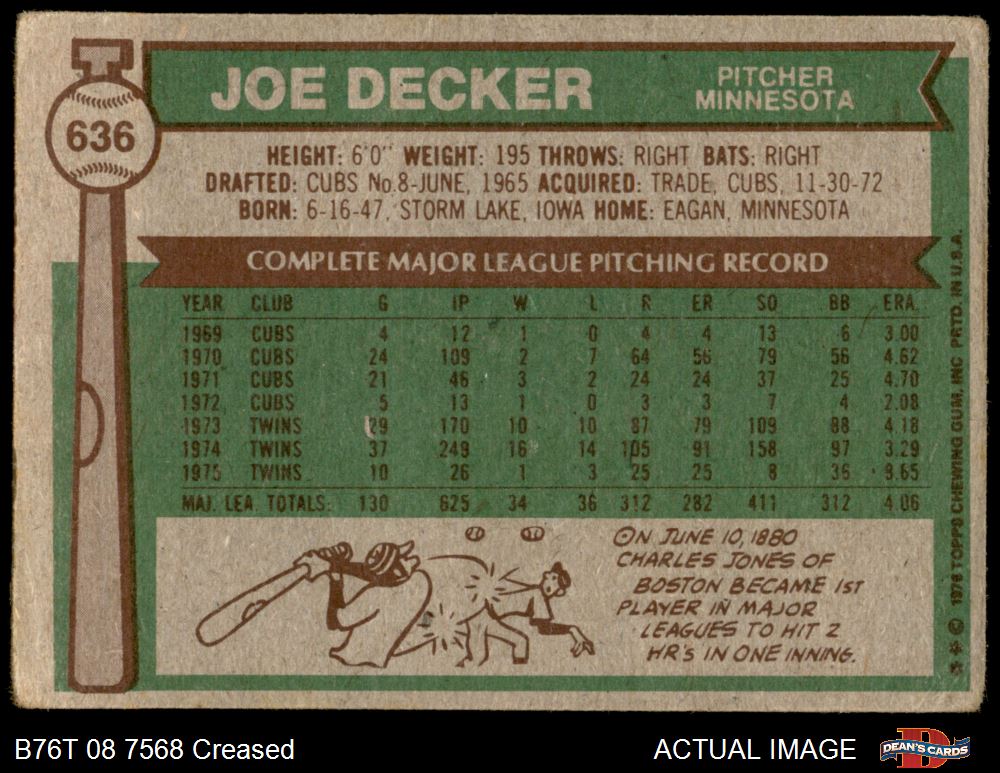 636
JOE DECKER
PITCHER
MINNESOTA
HEIGHT: 6'0" WEIGHT: 195 THROWS: RIGHT BATS: RIGHT
DRAFTED: CUBS No.8-JUNE, 1965 ACQUIRED: TRADE, CUBS, 11-30-72
BORN: 6-16-47, STORM LAKE, IOWA HOME: EAGAN, MINNESOTA
COMPLETE MAJOR LEAGUE PITCHING RECORD
YEAR CLUB G IP W L R ER SO BB ERA
1969 CUBS 4 12 1 0 4 4 13 6 3.00
1970 CUBS 24 109 2 7 64 56 79 56 4.62
1971 CUBS 21 46 3 2 24 24 37 25 4.70
1972 CUBS 5 13 1 0 3 3 7 4 2.08
1973 TWINS 29 170 10 10 87 79 109 88 4.18
1974 TWINS 37 249 16 14 105 91 158 97 3.29
1975 TWINS 10 26 1 3 25 25 8 36 8.65
MAJ. LEA. TOTALS: 130 625 34 36 312 282 411 312 4.06
ON JUNE 10, 1880
CHARLES JONES OF
BOSTON BECAME 1ST
PLAYER IN MAJOR
LEAGUES TO HIT 2
HR'S IN ONE INNING.
** © 1976 TOPPS CHEWING GUM, INC PRTD. IN U.S.A.
B76T 08 7568 Creased
ACTUAL IMAGE
DEAN'S CARDS